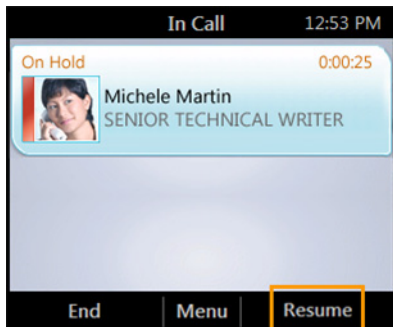 In Call 12:53 PM
On Hold 0:00:25
Michele Martin
SENIOR TECHNICAL WRITER
End Menu Resume